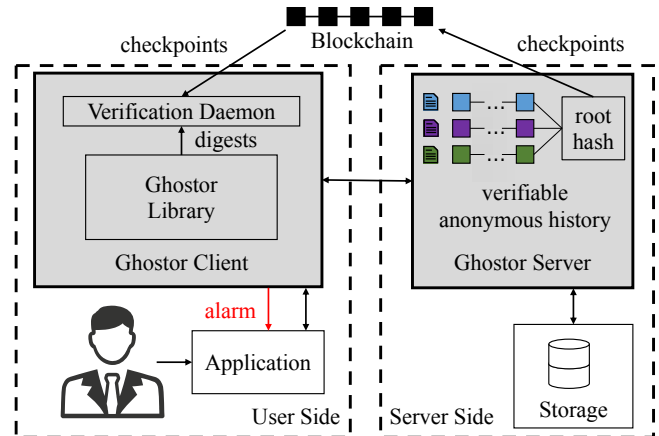 Blockchain
checkpoints
checkpoints
Verification Daemon
digests
Ghostor
Library
Ghostor Client
root
hash
verifiable
anonymous history
Ghostor Server
alarm
Application
User Side
Server Side
Storage